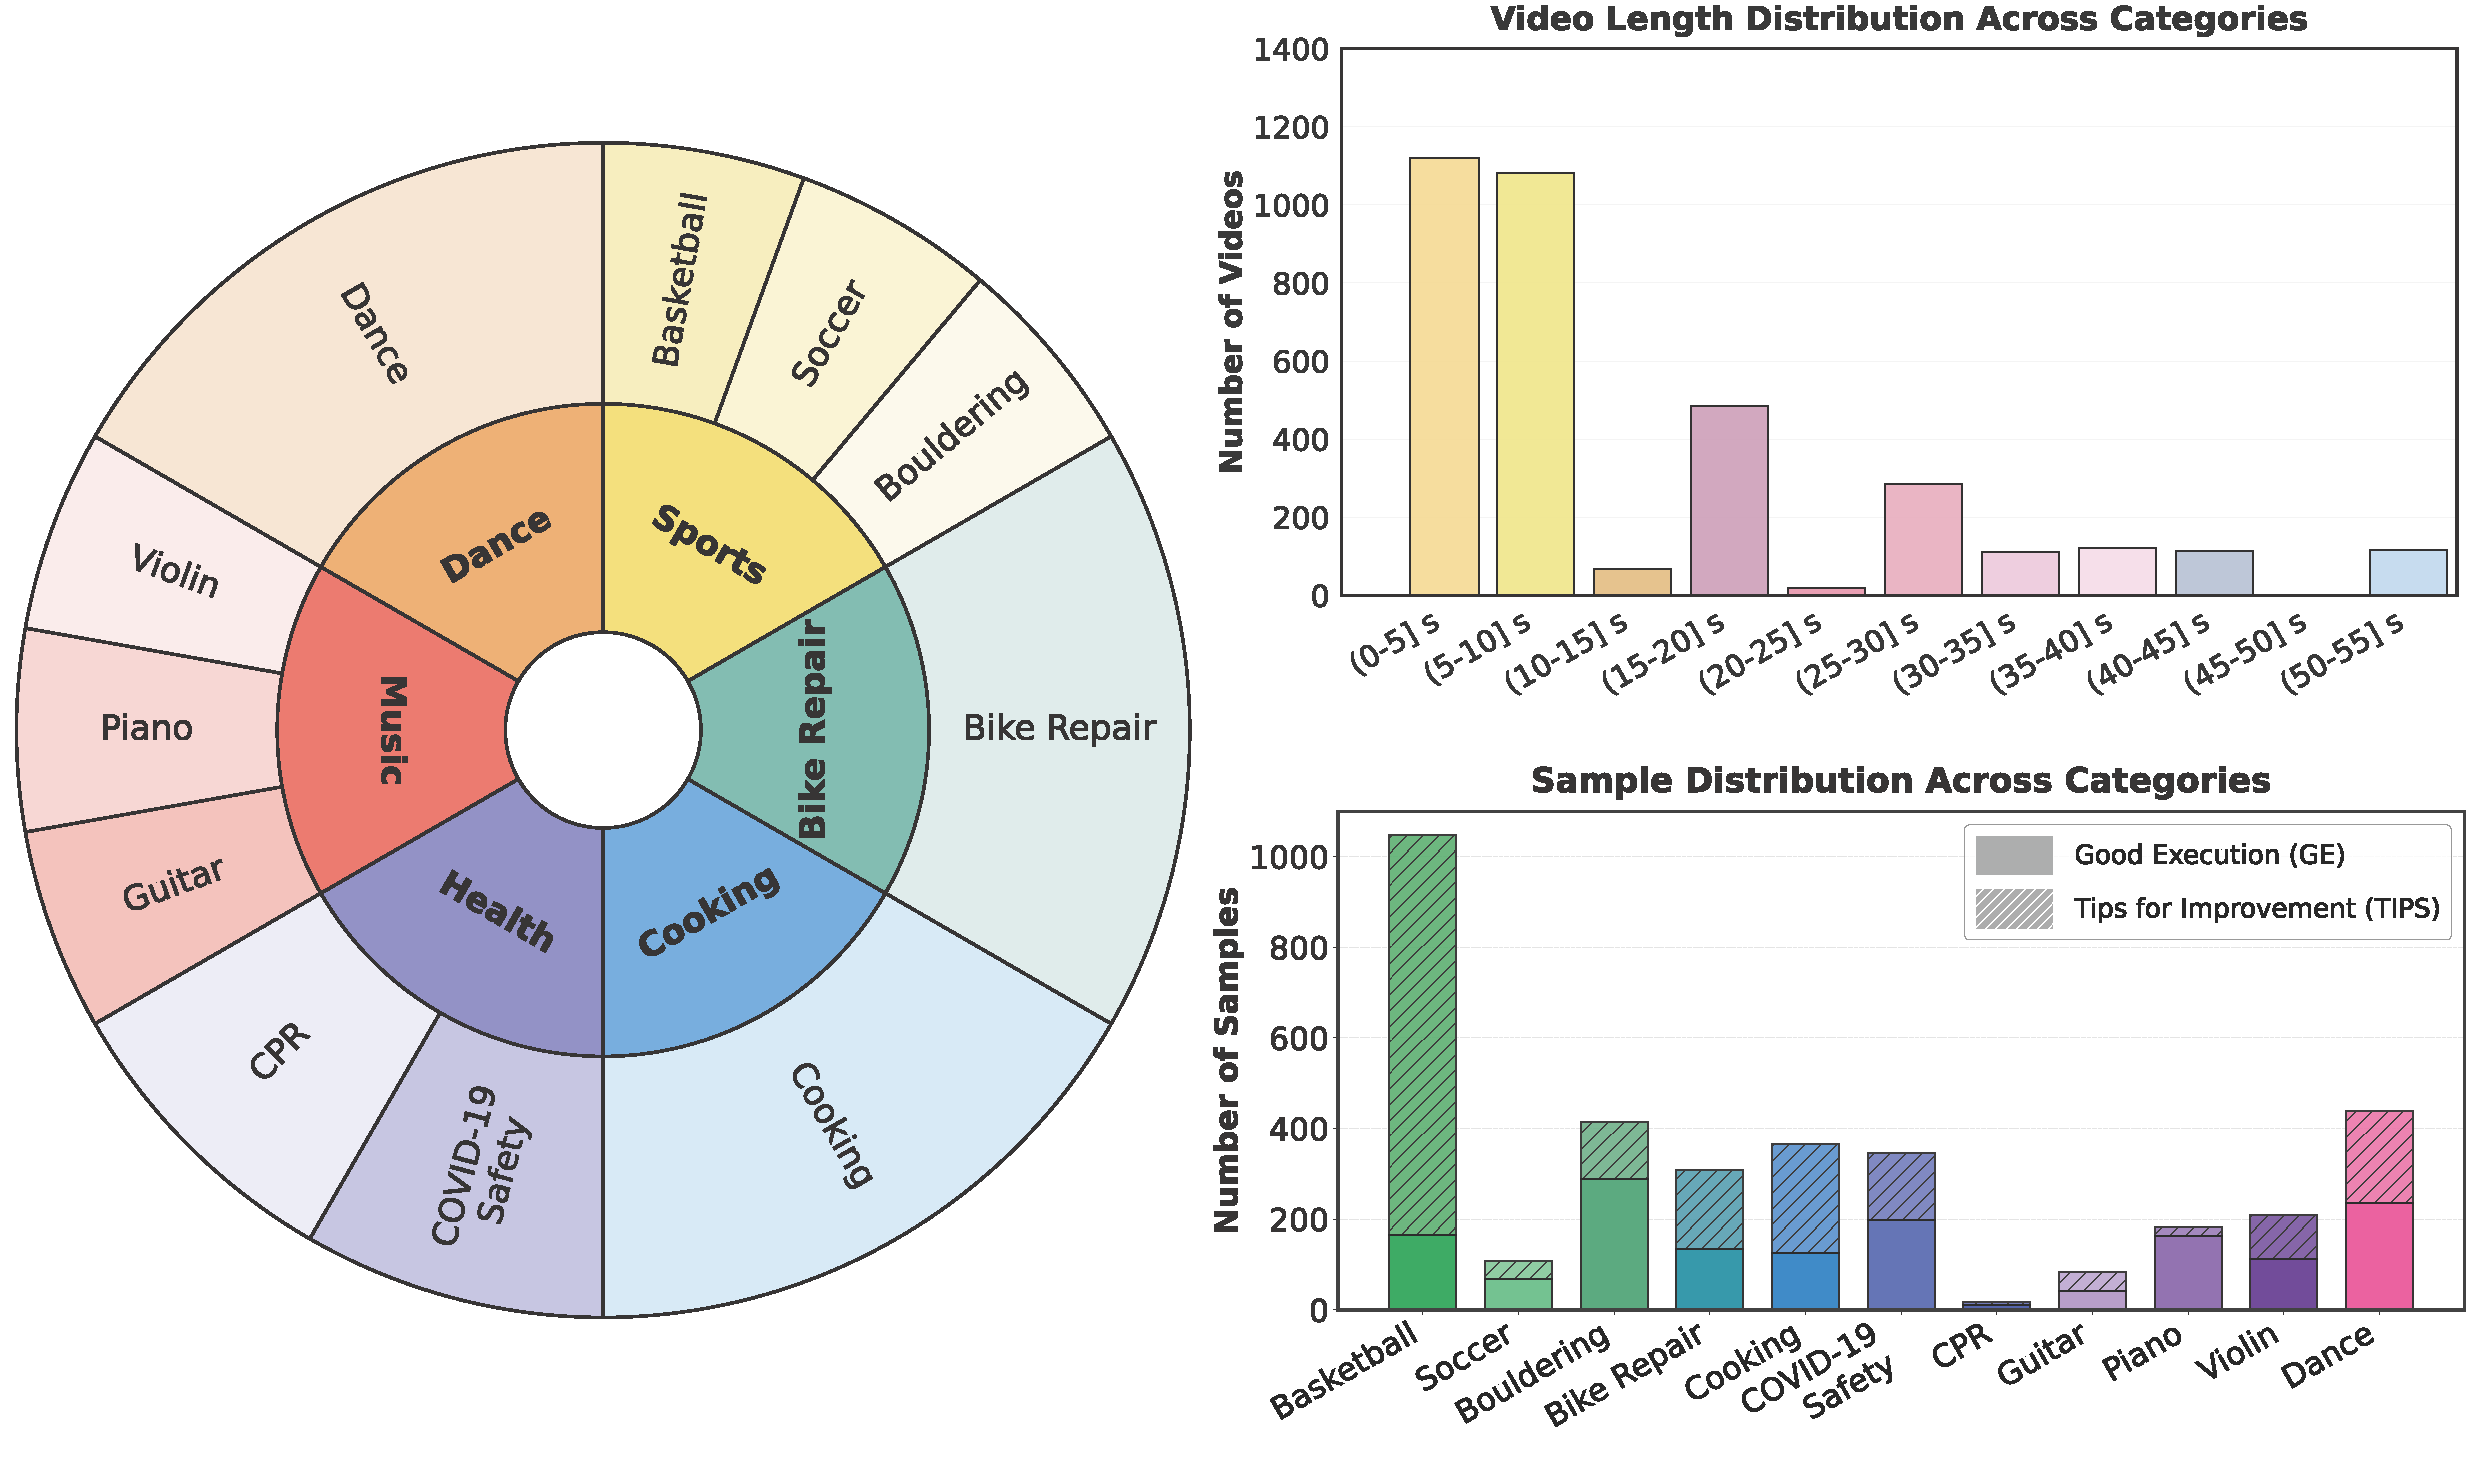 Dance
Basketball
Soccer
Bouldering
Bike Repair
Cooking
COVID-19
Safety
CPR
Guitar
Piano
Violin
Dance
Sports
Bike Repair
Cooking
Health
Music
Video Length Distribution Across Categories
Number of Videos
1400
1200
1000
800
600
400
200
0
(0-5] s
(5-10] s
(10-15] s
(15-20] s
(20-25] s
(25-30] s
(30-35] s
(35-40] s
(40-45] s
(45-50] s
(50-55] s
Sample Distribution Across Categories
Number of Samples
1000
800
600
400
200
0
Good Execution (GE)
Tips for Improvement (TIPS)
Basketball
Soccer
Bouldering
Bike Repair
Cooking
COVID-19
Safety
CPR
Guitar
Piano
Violin
Dance